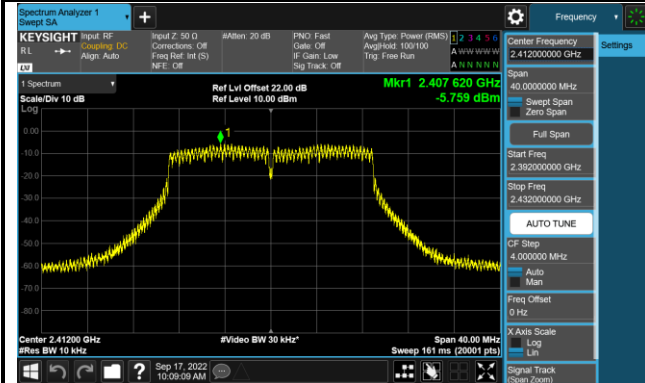 Spectrum Analyzer 1
Swept SA
+
Frequency
KEYSIGHT
RL
Input: RF
Coupling: DC
Align: Auto
Input Z: 50 Ω
Corrections: Off
Freq Ref: Int (S)
NFE: Off
#Atten: 20 dB
PNO: Fast
Gate: Off
IF Gain: Low
Sig Track: Off
Avg Type: Power (RMS)
Avg|Hold: 100/100
Trig: Free Run
1 2 3 4 5 6
A W W W W W
A N N N N N
1 Spectrum
Scale/Div 10 dB
Log
Ref Lvl Offset 22.00 dB
Ref Level 10.00 dBm
Mkr1 2.407 620 GHz
-5.759 dBm
1
0.00
-10.0
-20.0
-30.0
-40.0
-50.0
-60.0
-70.0
-80.0
Center 2.41200 GHz
#Res BW 10 kHz
#Video BW 30 kHz*
Span 40.00 MHz
Sweep 161 ms (20001 pts)
Sep 17, 2022
10:09:09 AM
Center Frequency
2.412000000 GHz
Settings
Span
40.0000000 MHz
Swept Span
Zero Span
Full Span
Start Freq
2.392000000 GHz
Stop Freq
2.432000000 GHz
AUTO TUNE
CF Step
4.000000 MHz
Auto
Man
Freq Offset
0 Hz
X Axis Scale
Log
Lin
Signal Track
(Span Zoom)